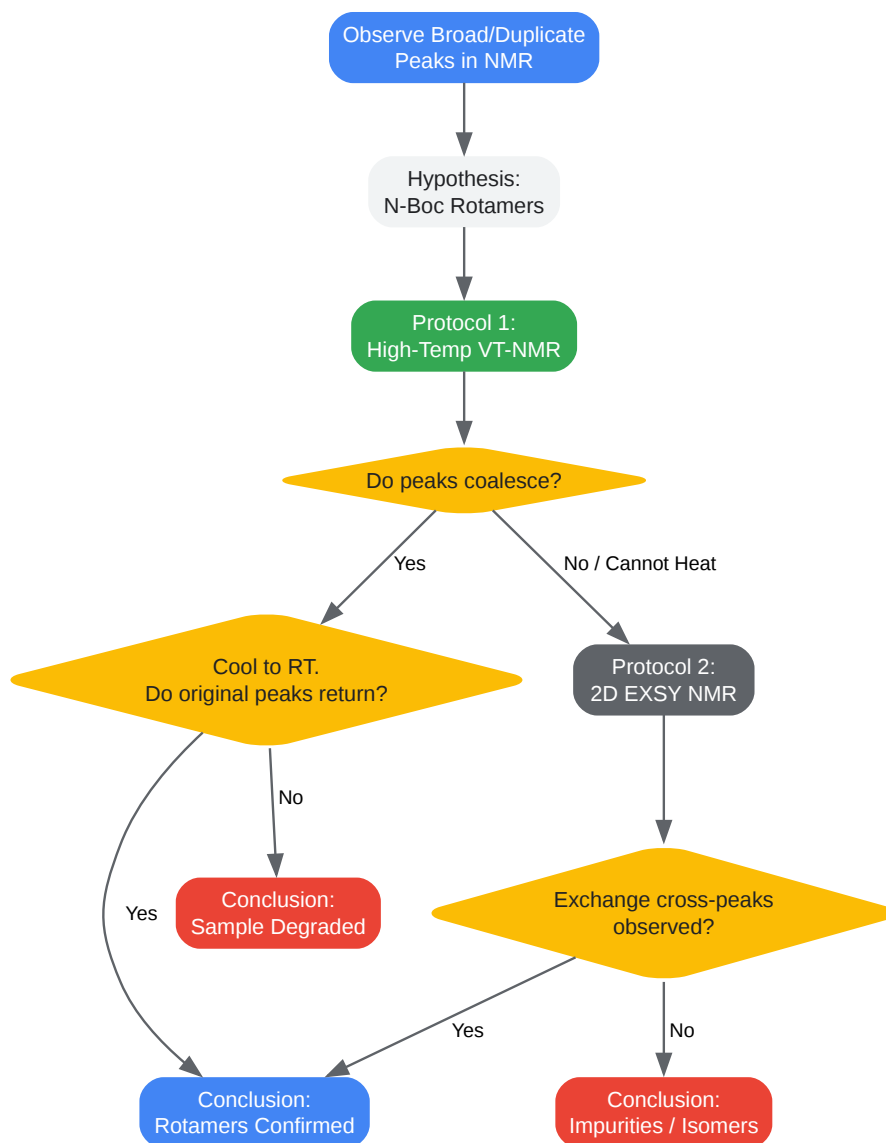 Observe Broad/Duplicate
Peaks in NMR
Hypothesis:
N-Boc Rotamers
Protocol 1:
High-Temp VT-NMR
Do peaks coalesce?
Yes
No / Cannot Heat
Cool to RT.
Do original peaks return?
Protocol 2:
2D EXSY NMR
No
Yes
Conclusion:
Sample Degraded
Exchange cross-peaks
observed?
Yes
No
Conclusion:
Rotamers Confirmed
Conclusion:
Impurities / Isomers